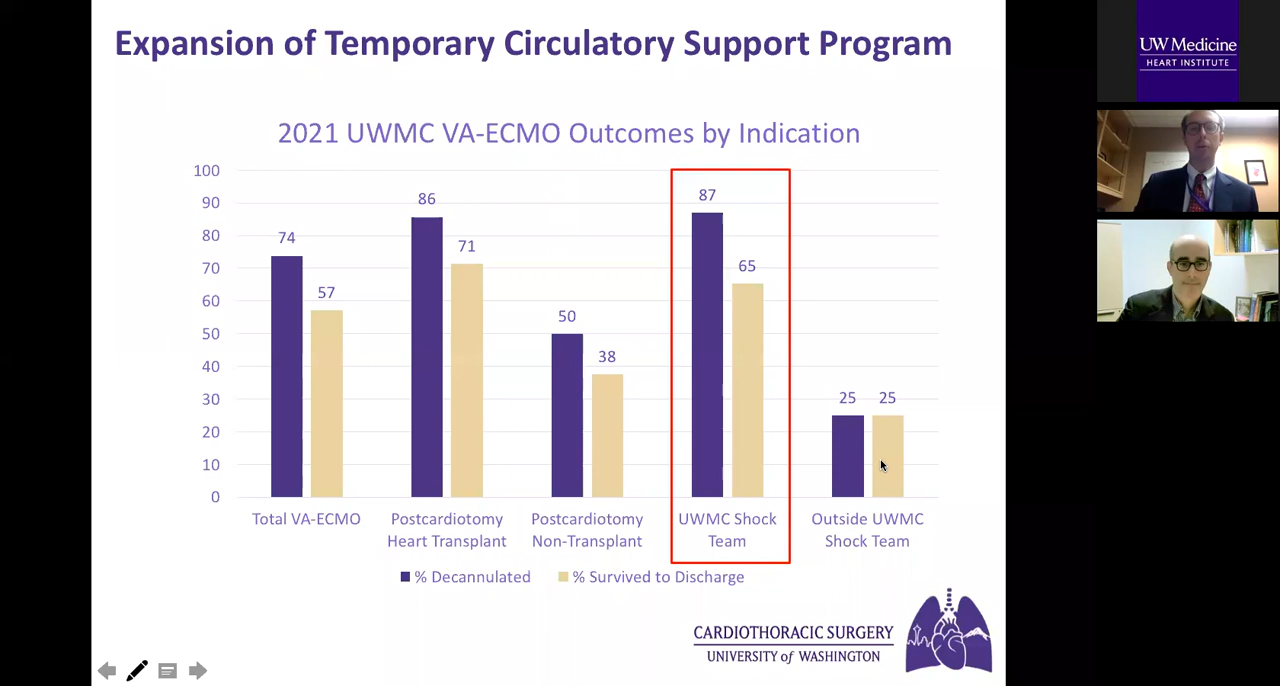 Expansion of Temporary Circulatory Support Program
2021 UWMC VA-ECMO Outcomes by Indication
100
90
80
70
60
50
40
30
20
10
0
74
57
86
71
50
38
87
65
25
25
Total VA-ECMO
Postcardiotomy
Heart Transplant
Postcardiotomy
Non-Transplant
UWMC Shock
Team
Outside UWMC
Shock Team
% Decannulated
% Survived to Discharge
CARDIOTHORACIC SURGERY
UNIVERSITY of WASHINGTON
UW Medicine
HEART INSTITUTE